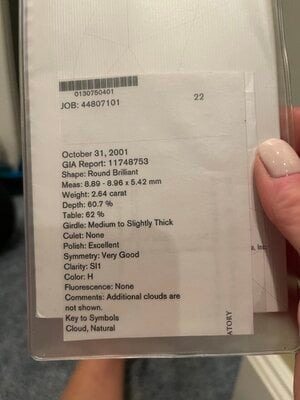 0130750401
JOB: 44807101
22
October 31, 2001
GIA Report: 11748753
Shape: Round Brilliant
Meas: 8.89 - 8.96 x 5.42 mm
Weight: 2.64 carat
Depth: 60.7 %
Table: 62 %
Girdle: Medium to Slightly Thick
Culet: None
Polish: Excellent
Symmetry: Very Good
Clarity: SI1
Color: H
Fluorescence: None
Comments: Additional clouds are
not shown.
Key to Symbols
Cloud, Natural
ATORY
, Inc.